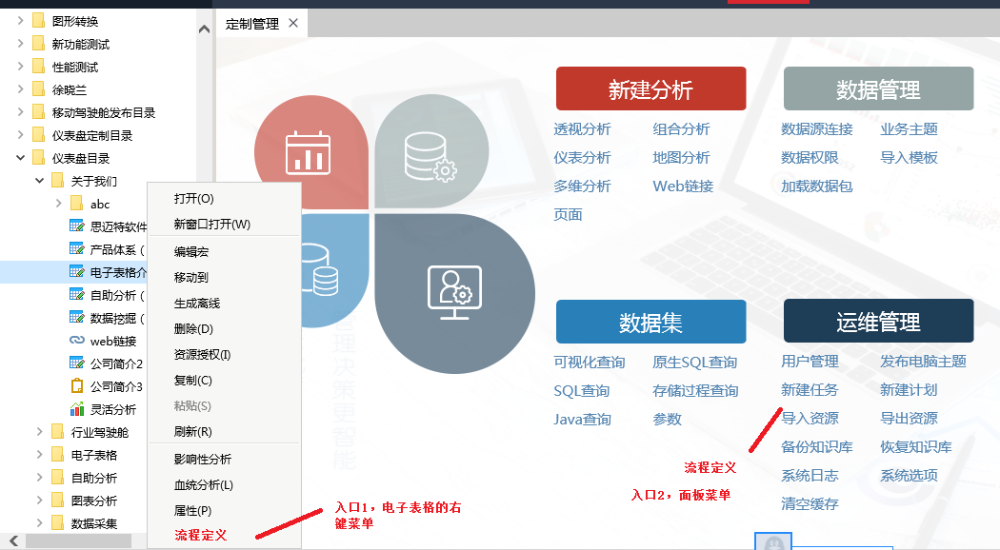 图形转换
新功能测试
性能测试
徐晓兰
移动驾驶舱发布目录
仪表盘定制目录
仪表盘目录
关于我们
abc
思迈特软件
产品体系 (
电子表格介
自助分析 (
数据挖掘 (
web链接
公司简介2
公司简介3
灵活分析
行业驾驶舱
电子表格
自助分析
图表分析
数据采集
打开(O)
新窗口打开(W)
编辑宏
移动到
生成离线
删除(D)
资源授权(I)
复制(C)
粘贴(S)
刷新(R)
影响性分析
血统分析(L)
属性(P)
流程定义
入口1，电子表格的右
键菜单
定制管理
新建分析
透视分析 组合分析
仪表分析 地图分析
多维分析 Web链接
页面
数据管理
数据源连接 业务主题
数据权限 导入模板
加载数据包
数据集
可视化查询 原生SQL查询
SQL查询 存储过程查询
Java查询 参数
运维管理
用户管理 发布电脑主题
新建任务 新建计划
导入资源 导出资源
备份知识库 恢复知识库
系统日志 系统选项
清空缓存
流程定义
入口2，面板菜单
理决策更智能